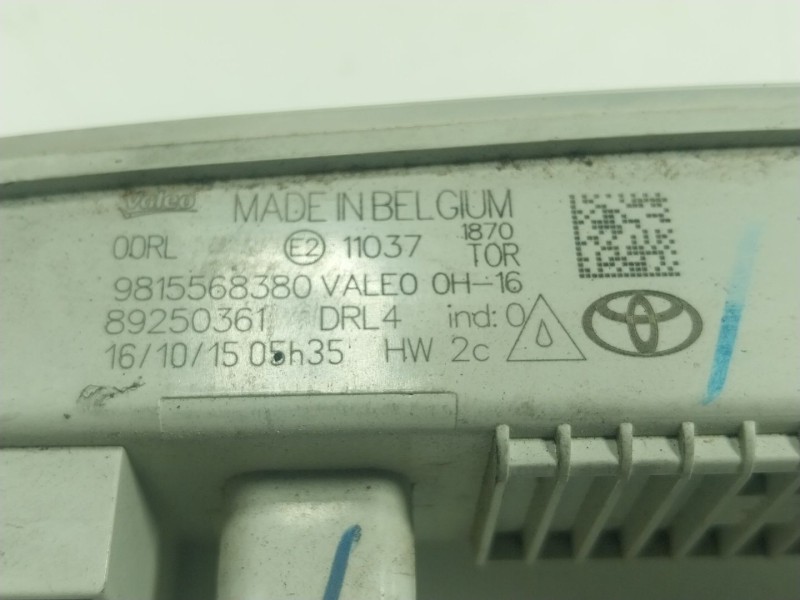 Valeo MADE IN BELGIUM
1870
00RL E2 11037 TOR
9815568380 VALEO 0H-16
89250361 DRL4 ind: 0
16/10/15 05h35 HW 2c